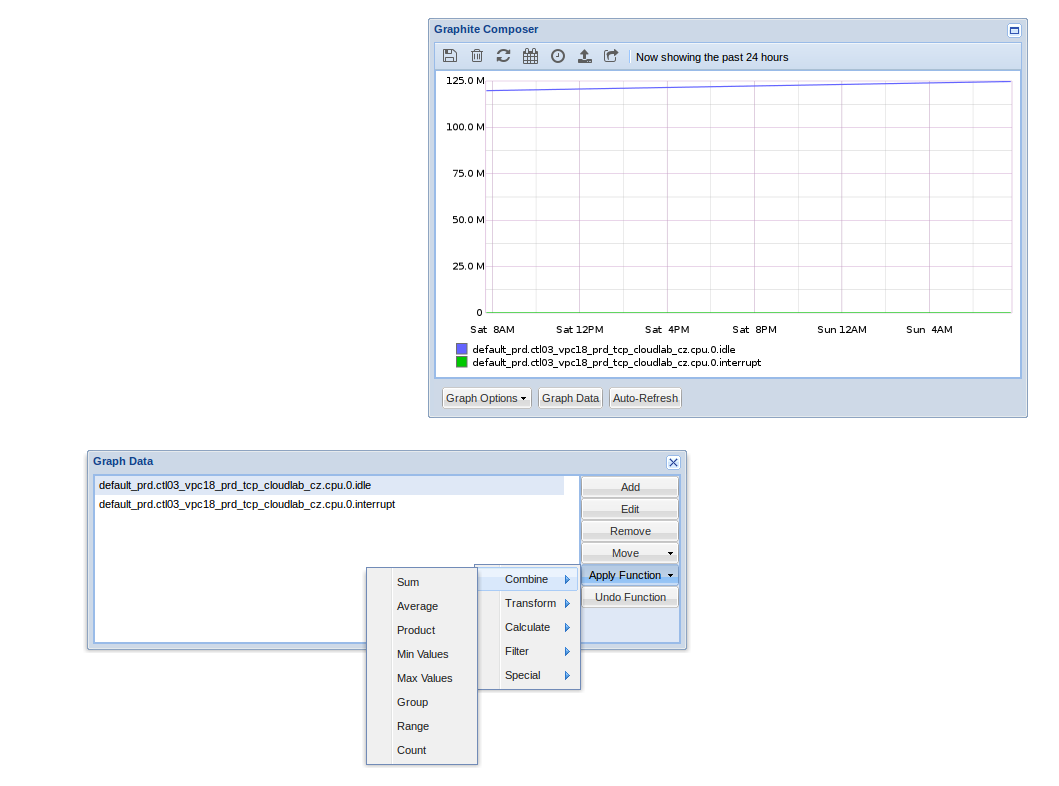 Graphite Composer
Now showing the past 24 hours
125.0 M
100.0 M
75.0 M
50.0 M
25.0 M
0
Sat 8AM Sat 12PM Sat 4PM Sat 8PM Sun 12AM Sun 4AM
default_prd.ctl03_vpc18_prd_tcp_cloudlab_cz.cpu.0.idle
default_prd.ctl03_vpc18_prd_tcp_cloudlab_cz.cpu.0.interrupt
Graph Options Graph Data Auto-Refresh
Graph Data
default_prd.ctl03_vpc18_prd_tcp_cloudlab_cz.cpu.0.idle
default_prd.ctl03_vpc18_prd_tcp_cloudlab_cz.cpu.0.interrupt
Add
Edit
Remove
Move
Apply Function
Undo Function
Combine
Transform
Calculate
Filter
Special
Sum
Average
Product
Min Values
Max Values
Group
Range
Count